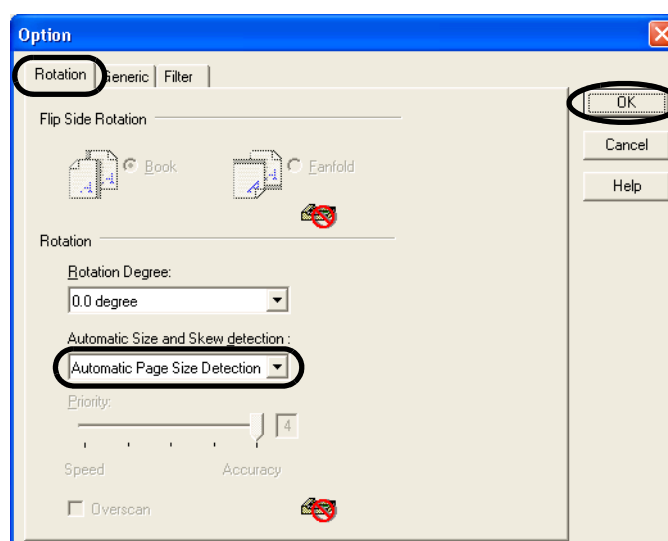 Option
Rotation Generic Filter
OK
Flip Side Rotation
Cancel
Book Fanfold
Help
Rotation
Rotation Degree:
0.0 degree
Automatic Size and Skew detection :
Automatic Page Size Detection
Priority:
4
Speed Accuracy
Overscan